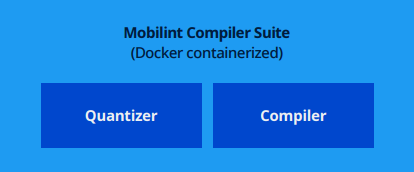 Mobilint Compiler Suite
(Docker containerized)
Quantizer
Compiler